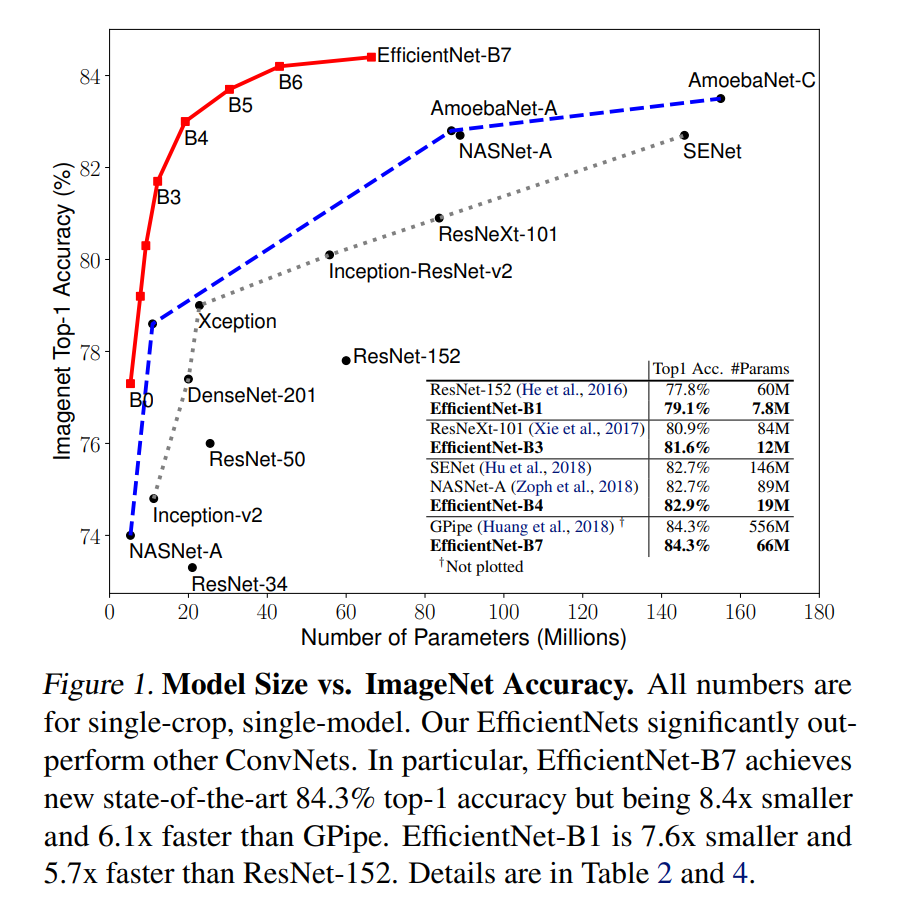 EfficientNet-B7
84
B6
AmoebaNet-C
B5
AmoebaNet-A
B4
NASNet-A
SENet
82
B3
ResNeXt-101
80
Inception-ResNet-v2
Xception
78
ResNet-152
DenseNet-201
B0
76
ResNet-50
Inception-v2
74
NASNet-A
ResNet-34
Imagenet Top-1 Accuracy (%)
0 20 40 60 80 100 120 140 160 180
Number of Parameters (Millions)
Top1 Acc. #Params
ResNet-152 (He et al., 2016) 77.8% 60M
EfficientNet-B1 79.1% 7.8M
ResNeXt-101 (Xie et al., 2017) 80.9% 84M
EfficientNet-B3 81.6% 12M
SENet (Hu et al., 2018) 82.7% 146M
NASNet-A (Zoph et al., 2018) 82.7% 89M
EfficientNet-B4 82.9% 19M
GPipe (Huang et al., 2018) † 84.3% 556M
EfficientNet-B7 84.3% 66M
†Not plotted
Figure 1. Model Size vs. ImageNet Accuracy. All numbers are
for single-crop, single-model. Our EfficientNets significantly out-
perform other ConvNets. In particular, EfficientNet-B7 achieves
new state-of-the-art 84.3% top-1 accuracy but being 8.4x smaller
and 6.1x faster than GPipe. EfficientNet-B1 is 7.6x smaller and
5.7x faster than ResNet-152. Details are in Table 2 and 4.